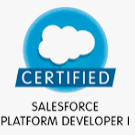 CERTIFIED
SALESFORCE
PLATFORM DEVELOPER I